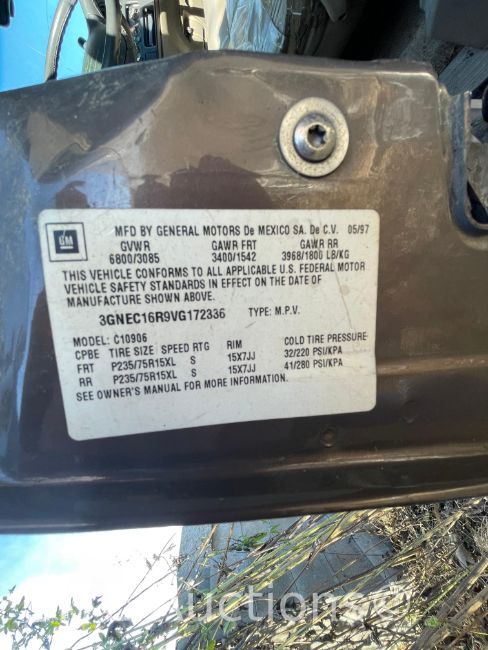 GM
MFD BY GENERAL MOTORS De MEXICO SA. De C.V. 05/97
GVWR GAWR FRT GAWR RR
6800/3085 3400/1542 3968/1800 LB/KG
THIS VEHICLE CONFORMS TO ALL APPLICABLE U.S. FEDERAL MOTOR
VEHICLE SAFETY STANDARDS IN EFFECT ON THE DATE OF
MANUFACTURE SHOWN ABOVE.
3GNEC16R9VG172336 TYPE: M.P.V.
MODEL: C10906
CPBE TIRE SIZE SPEED RTG RIM COLD TIRE PRESSURE
FRT P235/75R15XL S 15X7JJ 32/220 PSI/KPA
RR P235/75R15XL S 15X7JJ 41/280 PSI/KPA
SEE OWNER'S MANUAL FOR MORE INFORMATION.